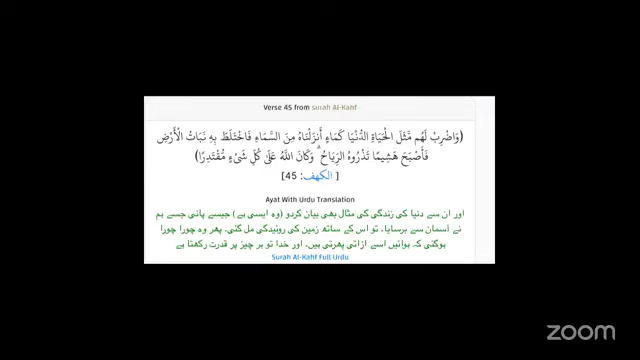 Verse 45 from surah Al-Kahf
﴿وَاضْرِبْ لَهُم مَّثَلَ الْحَيَاةِ الدُّنْيَا كَمَاءٍ أَنزَلْنَاهُ مِنَ السَّمَاءِ فَاخْتَلَطَ بِهِ نَبَاتُ الْأَرْضِ
فَأَصْبَحَ هَشِيمًا تَذْرُوهُ الرِّيَاحُ ۗ وَكَانَ اللَّهُ عَلَىٰ كُلِّ شَيْءٍ مُّقْتَدِرًا﴾
[ الكهف: 45]
Ayat With Urdu Translation
اور ان سے دنیا کی زندگی کی مثال بھی بیان کردو (وہ ایسی ہے) جیسے پانی جسے ہم
نے آسمان سے برسایا۔ تو اس کے ساتھ زمین کی روئیدگی مل گئی۔ پھر وہ چورا چورا
ہوگئی کہ ہوائیں اسے اڑاتی پھرتی ہیں۔ اور خدا تو ہر چیز پر قدرت رکھتا ہے
Surah Al-Kahf Full Urdu
zoom